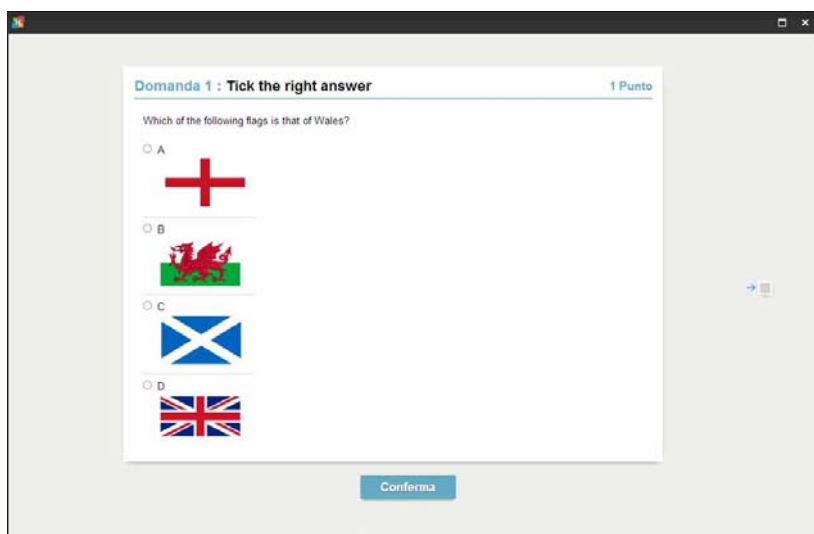 Domanda 1 : Tick the right answer
1 Punto
Which of the following flags is that of Wales?
A
B
C
D
Conferma